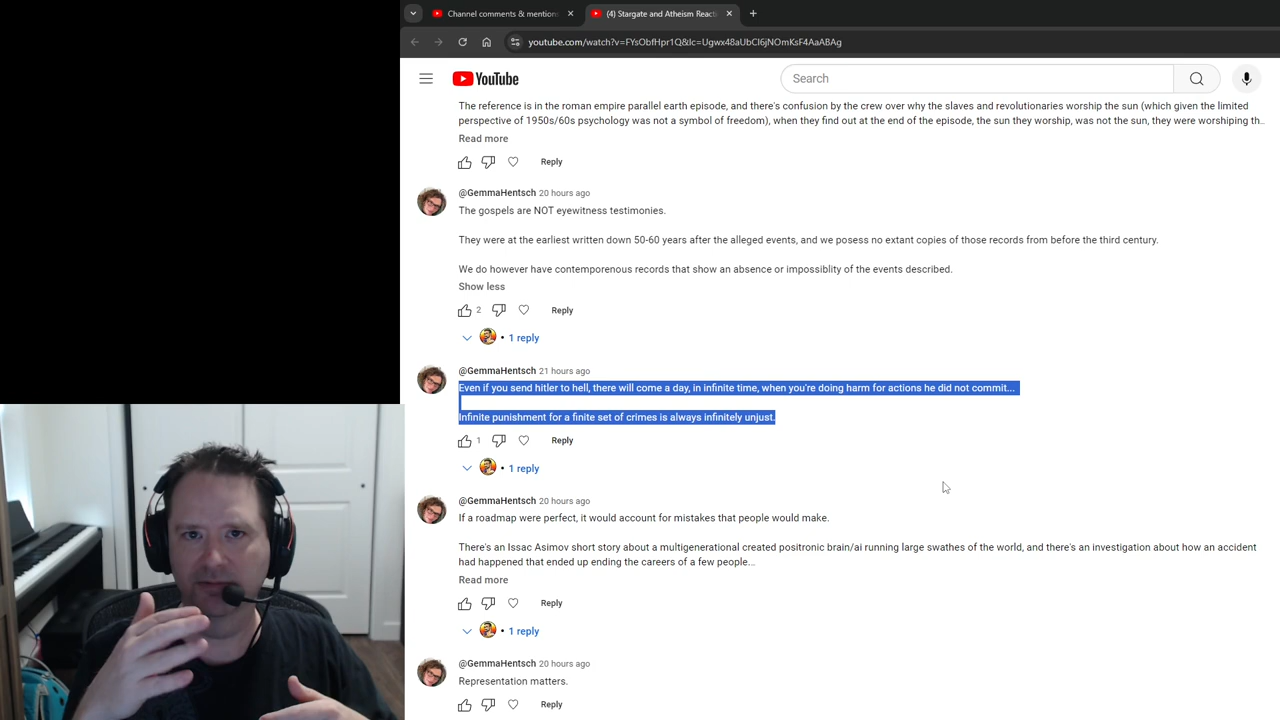 Channel comments & mention
(4) Stargate and Atheism React
youtube.com/watch?v=FYsObfHpr1Q&lc=Ugwx48aUbCl6jNOmKsF4AaABAg
YouTube
Search
The reference is in the roman empire parallel earth episode, and there's confusion by the crew over why the slaves and revolutionaries worship the sun (which given the limited
perspective of 1950s/60s psychology was not a symbol of freedom), when they find out at the end of the episode, the sun they worship, was not the sun, they were worshiping th..
Read more
Reply
@GemmaHentsch 20 hours ago
The gospels are NOT eyewitness testimonies.
They were at the earliest written down 50-60 years after the alleged events, and we posess no extant copies of those records from before the third century.
We do however have contemporenous records that show an absence or impossiblity of the events described.
Show less
2 Reply
1 reply
@GemmaHentsch 21 hours ago
Even if you send hitler to hell, there will come a day, in infinite time, when you're doing harm for actions he did not commit...
Infinite punishment for a finite set of crimes is always infinitely unjust.
1 Reply
1 reply
@GemmaHentsch 20 hours ago
If a roadmap were perfect, it would account for mistakes that people would make.
There's an Issac Asimov short story about a multigenerational created positronic brain/ai running large swathes of the world, and there's an investigation about how an accident
had happened that ended up ending the careers of a few people...
Read more
Reply
1 reply
@GemmaHentsch 20 hours ago
Representation matters.
Reply